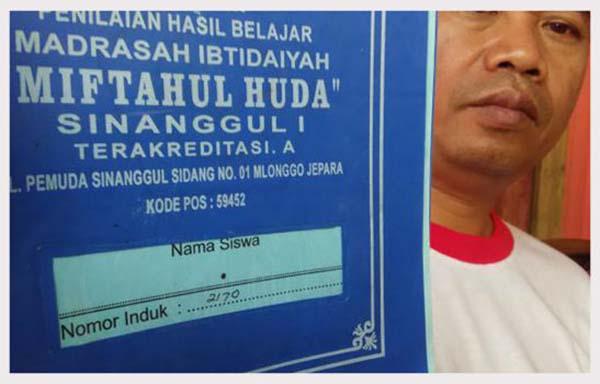 PENILAIAN HASIL BELAJAR
MADRASAH IBTIDAIYAH
MIFTAHUL HUDA"
SINANGGUL I
TERAKREDITASI. A
L. PEMUDA SINANGGUL SIDANG NO. 01 MLONGGO JEPARA
KODE POS : 59452
Nama Siswa
Nomor Induk : 2170